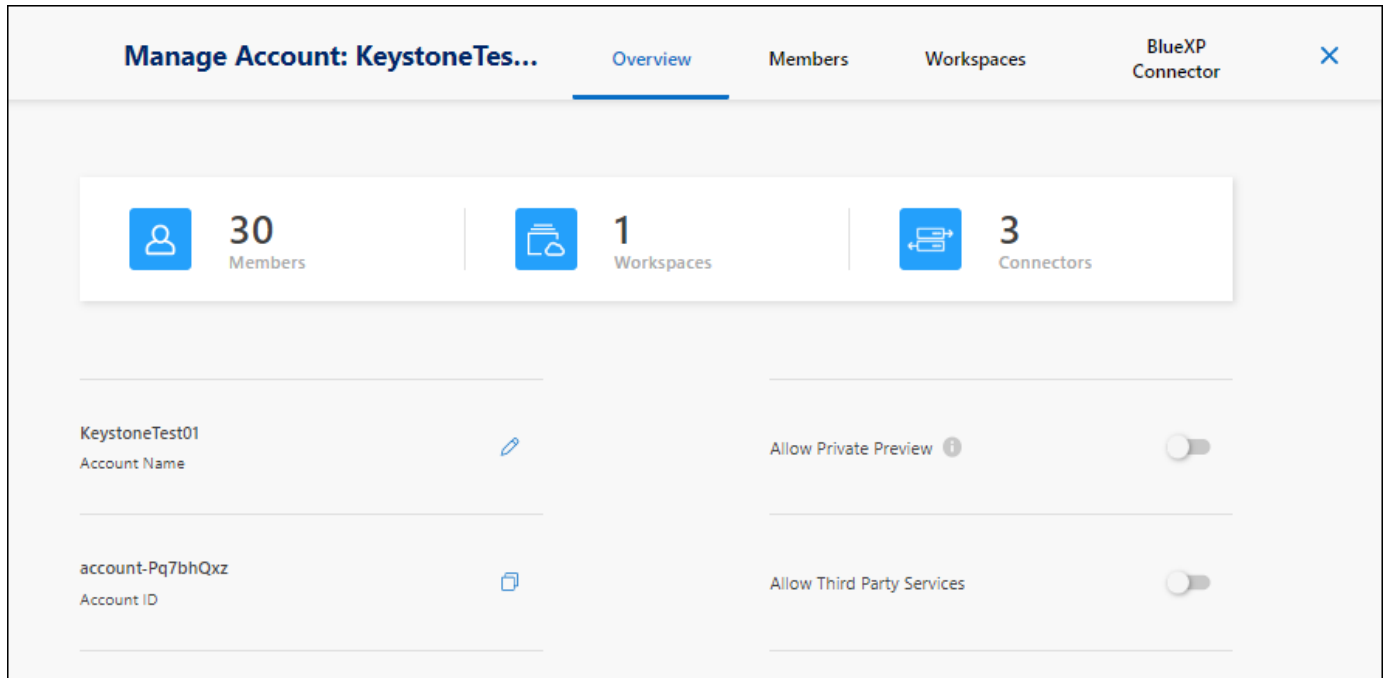 Manage Account: KeystoneTes...
Overview
Members
Workspaces
BlueXP
Connector
30
Members
1
Workspaces
3
Connectors
KeystoneTest01
Account Name
Allow Private Preview
account-Pq7bhQxz
Account ID
Allow Third Party Services